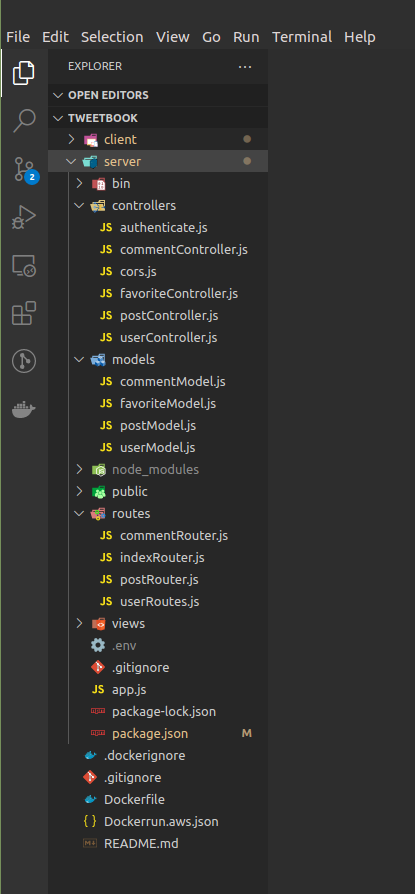 File Edit Selection View Go Run Terminal Help
EXPLORER ...
OPEN EDITORS
TWEETBOOK
client
server
bin
controllers
JS authenticate.js
JS commentController.js
JS cors.js
JS favoriteController.js
JS postController.js
JS userController.js
models
JS commentModel.js
JS favoriteModel.js
JS postModel.js
JS userModel.js
node_modules
public
routes
JS commentRouter.js
JS indexRouter.js
JS postRouter.js
JS userRoutes.js
views
.env
.gitignore
JS app.js
package-lock.json
package.json M
.dockerignore
.gitignore
Dockerfile
{ } Dockerrun.aws.json
README.md
2